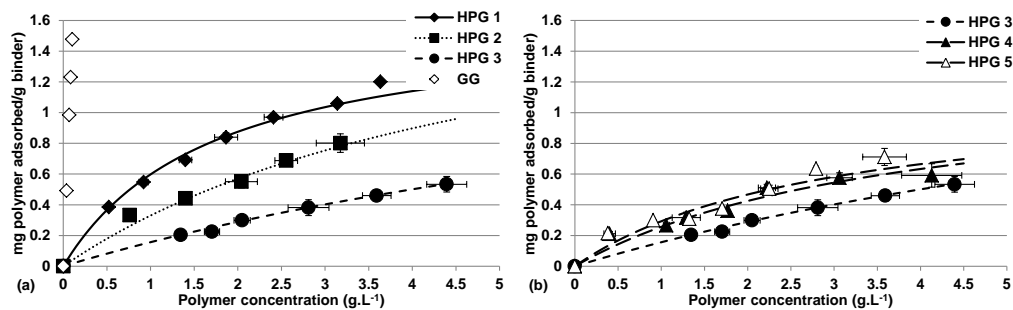 mg polymer adsorbed/g binder
1.6
1.4
1.2
1
0.8
0.6
0.4
0.2
0
0 0.5 1 1.5 2 2.5 3 3.5 4 4.5 5
(a) Polymer concentration (g.L-1)
HPG 1
HPG 2
HPG 3
GG
mg polymer adsorbed/g binder
1.6
1.4
1.2
1
0.8
0.6
0.4
0.2
0
0 0.5 1 1.5 2 2.5 3 3.5 4 4.5 5
(b) Polymer concentration (g.L-1)
HPG 3
HPG 4
HPG 5